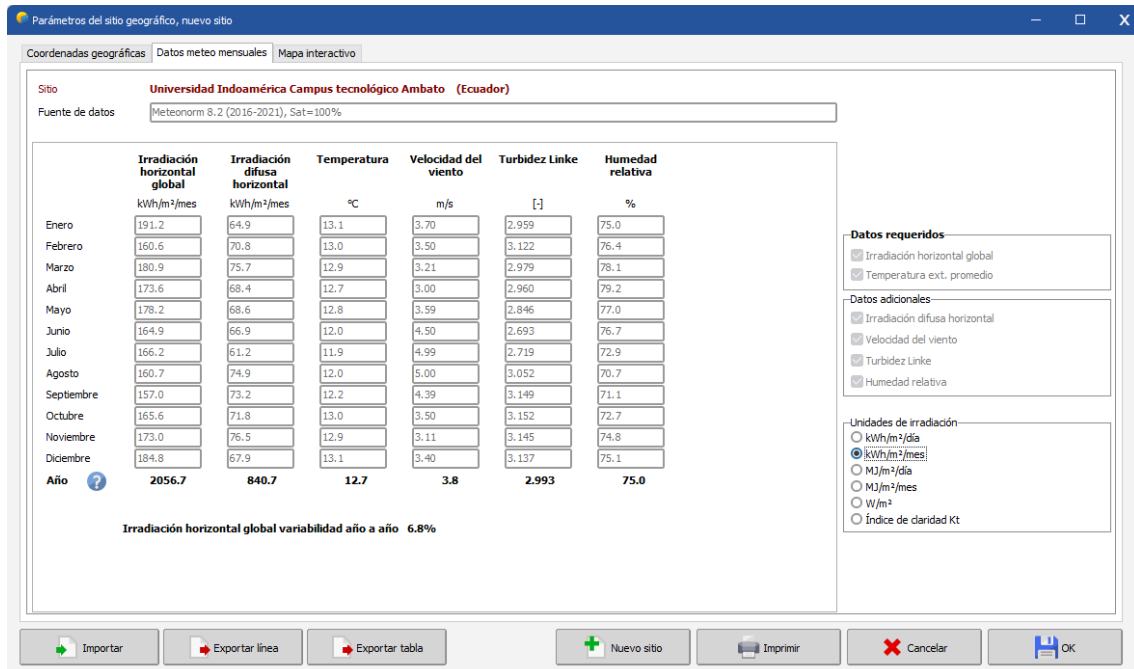 Parámetros del sitio geográfico, nuevo sitio
Coordenadas geográficas Datos meteo mensuales Mapa interactivo
Sitio Universidad Indoamérica Campus tecnológico Ambato (Ecuador)
Fuente de datos Meteonorm 8.2 (2016-2021), Sat=100%
Irradiación horizontal global Irradiación difusa horizontal Temperatura Velocidad del viento Turbidez Linke Humedad relativa
kWh/m²/mes kWh/m²/mes °C m/s [-] %
Enero 191.2 64.9 13.1 3.70 2.959 75.0
Febrero 160.6 70.8 13.0 3.50 3.122 76.4
Marzo 180.9 75.7 12.9 3.21 2.979 78.1
Abril 173.6 68.4 12.7 3.00 2.960 79.2
Mayo 178.2 68.6 12.8 3.59 2.846 77.0
Junio 164.9 66.9 12.0 4.50 2.693 76.7
Julio 166.2 61.2 11.9 4.99 2.719 72.9
Agosto 160.7 74.9 12.0 5.00 3.052 70.7
Septiembre 157.0 73.2 12.2 4.39 3.149 71.1
Octubre 165.6 71.8 13.0 3.50 3.152 72.7
Noviembre 173.0 76.5 12.9 3.11 3.145 74.8
Diciembre 184.8 67.9 13.1 3.40 3.137 75.1
Año ? 2056.7 840.7 12.7 3.8 2.993 75.0
Irradiación horizontal global variabilidad año a año 6.8%
Datos requeridos
Irradiación horizontal global
Temperatura ext. promedio
Datos adicionales
Irradiación difusa horizontal
Velocidad del viento
Turbidez Linke
Humedad relativa
Unidades de irradiación
kWh/m²/día
kWh/m²/mes
MJ/m²/día
MJ/m²/mes
W/m²
Índice de claridad Kt
Importar Exportar línea Exportar tabla Nuevo sitio Imprimir Cancelar OK